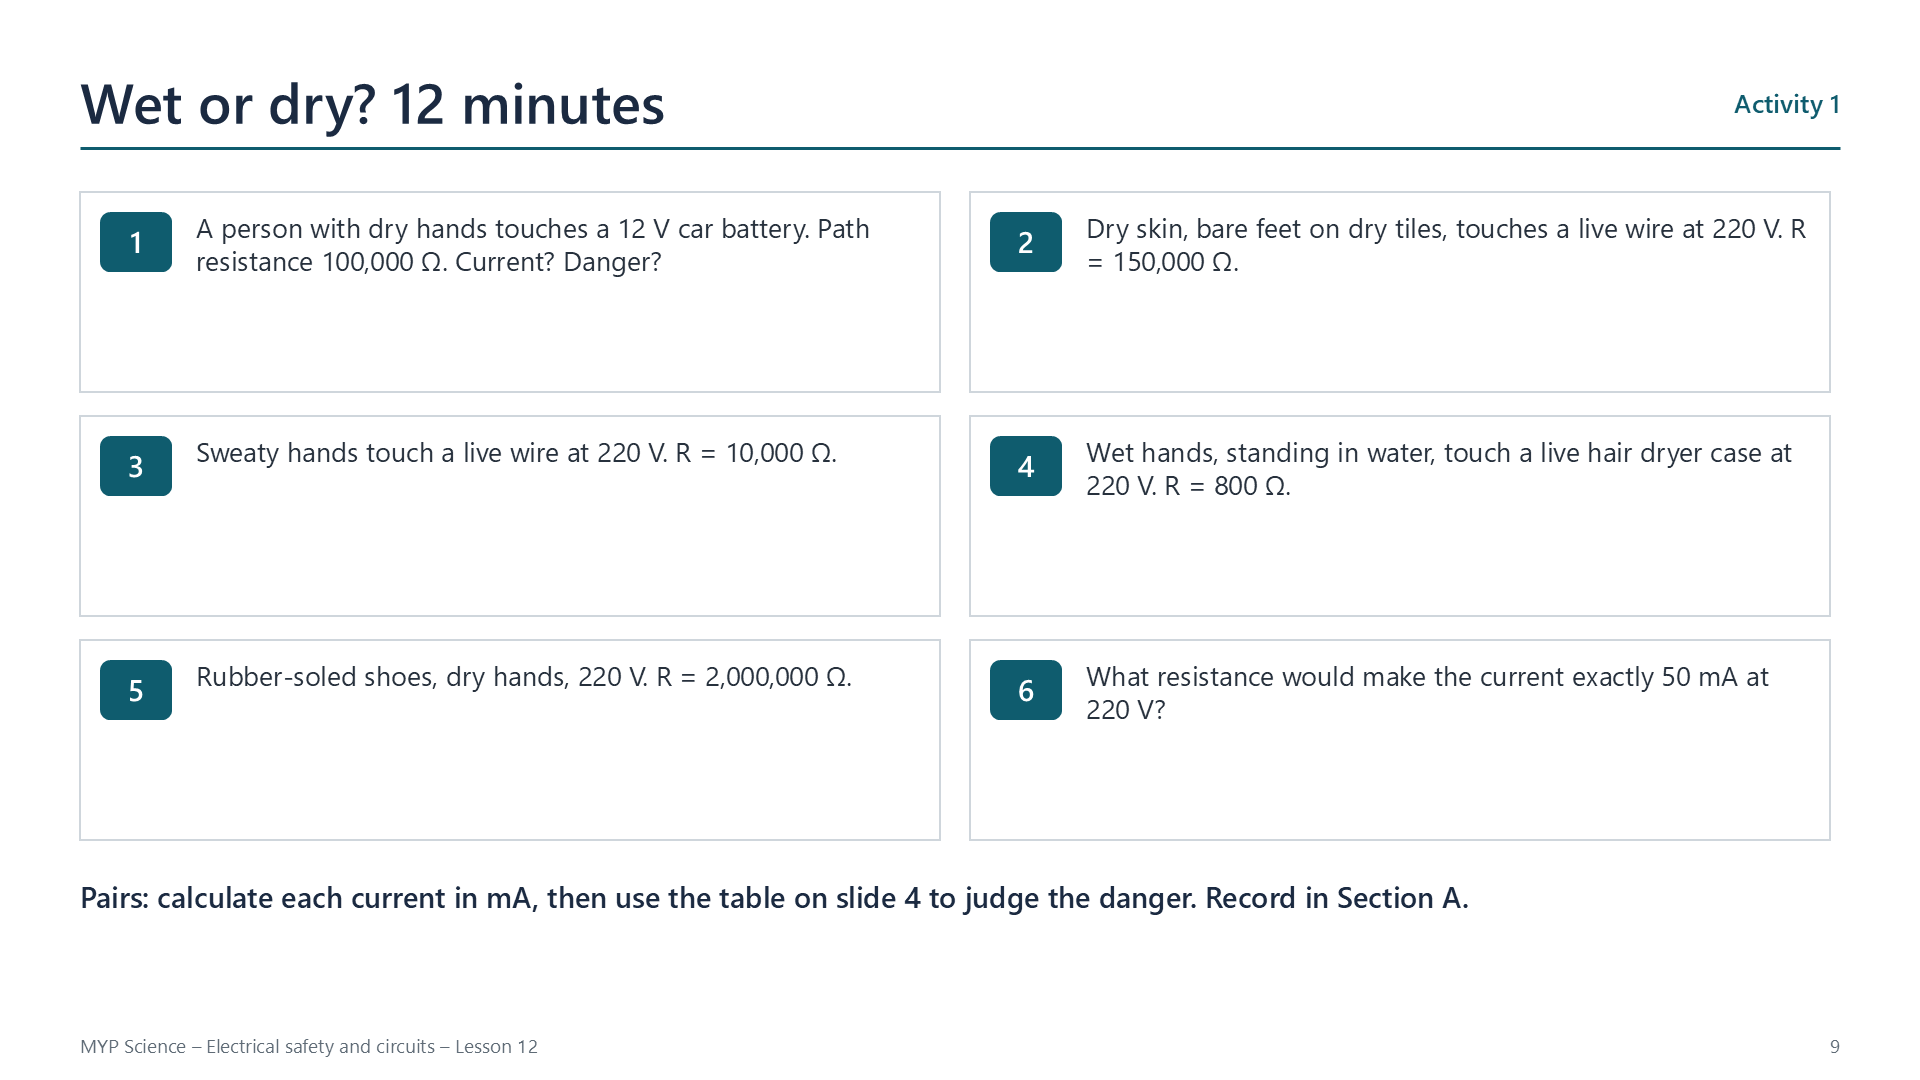 Wet or dry? 12 minutes
Activity 1
1
A person with dry hands touches a 12 V car battery. Path
resistance 100,000 Ω. Current? Danger?
2
Dry skin, bare feet on dry tiles, touches a live wire at 220 V. R
= 150,000 Ω.
3
Sweaty hands touch a live wire at 220 V. R = 10,000 Ω.
4
Wet hands, standing in water, touch a live hair dryer case at
220 V. R = 800 Ω.
5
Rubber-soled shoes, dry hands, 220 V. R = 2,000,000 Ω.
6
What resistance would make the current exactly 50 mA at
220 V?
Pairs: calculate each current in mA, then use the table on slide 4 to judge the danger. Record in Section A.
MYP Science – Electrical safety and circuits – Lesson 12
9